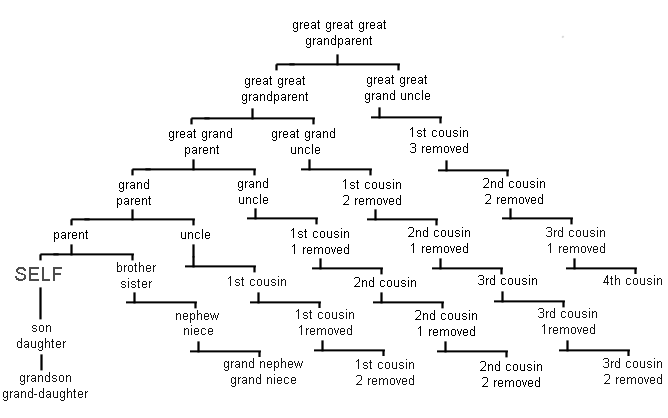 great great great
grandparent
great great
grandparent
great great
grand uncle
great grand
parent
great grand
uncle
1st cousin
3 removed
grand
parent
grand
uncle
1st cousin
2 removed
2nd cousin
2 removed
parent
uncle
1st cousin
1 removed
2nd cousin
1 removed
3rd cousin
1 removed
SELF
brother
sister
1st cousin
2nd cousin
3rd cousin
4th cousin
son
daughter
nephew
niece
1st cousin
1removed
2nd cousin
1 removed
3rd cousin
1removed
grandson
grand-daughter
grand nephew
grand niece
1st cousin
2 removed
2nd cousin
2 removed
3rd cousin
2 removed